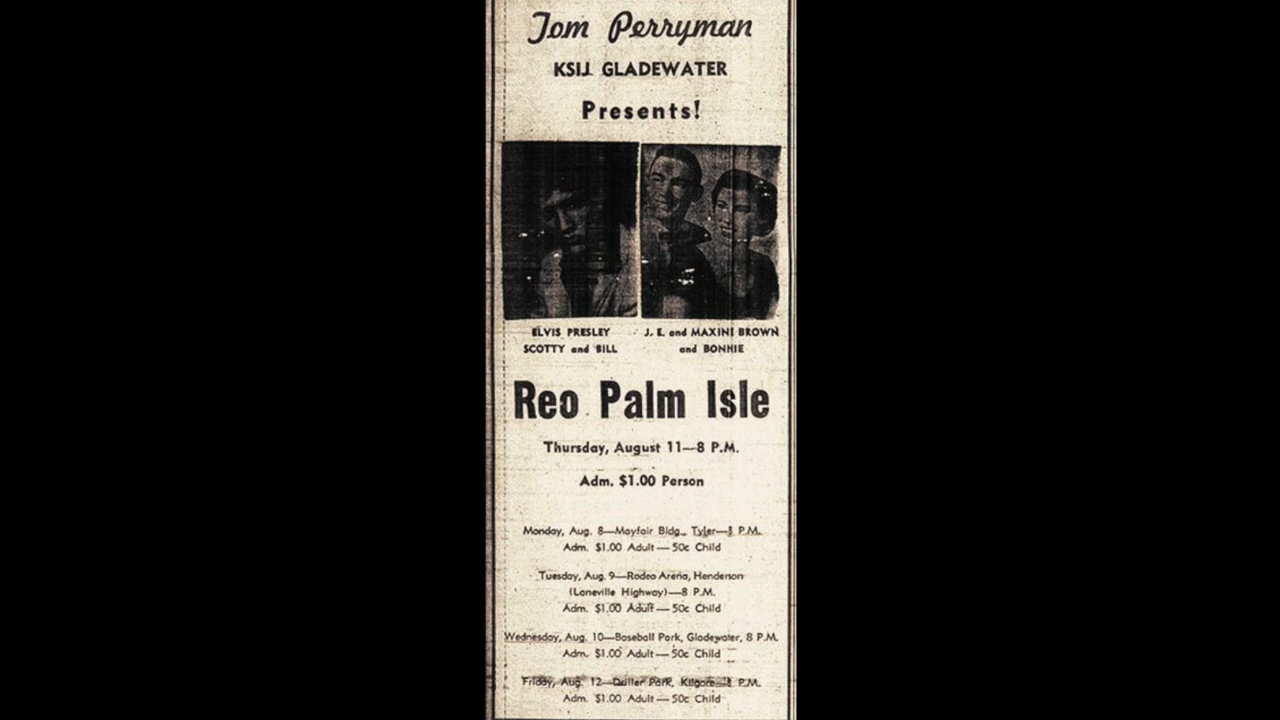 Tom Perryman
KSIJ GLADEWATER
Presents!
ELVIS PRESLEY
SCOTTY and BILL
J. E. and MAXINE BROWN
and BONNIE
Reo Palm Isle
Thursday, August 11—8 P.M.
Adm. $1.00 Person
Monday, Aug. 8—Mayfair Bldg., Tyler—8 P.M.
Adm. $1.00 Adult — 50c Child
Tuesday, Aug. 9—Rodeo Arena, Henderson
(Laneville Highway)—8 P.M.
Adm. $1.00 Adult — 50c Child
Wednesday, Aug. 10—Baseball Park, Gladewater, 8 P.M.
Adm. $1.00 Adult — 50c Child
Friday, Aug. 12—Driller Park, Kilgore—8 P.M.
Adm. $1.00 Adult — 50c Child